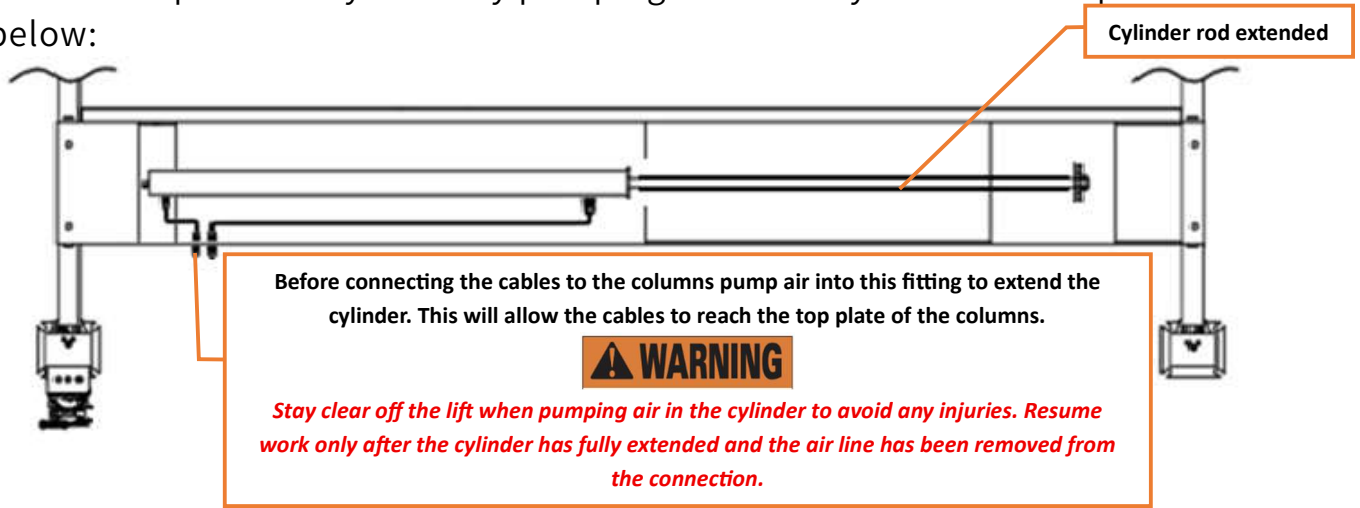 below:
Cylinder rod extended
Before connecting the cables to the columns pump air into this fitting to extend the
cylinder. This will allow the cables to reach the top plate of the columns.
WARNING
Stay clear off the lift when pumping air in the cylinder to avoid any injuries. Resume
work only after the cylinder has fully extended and the air line has been removed from
the connection.